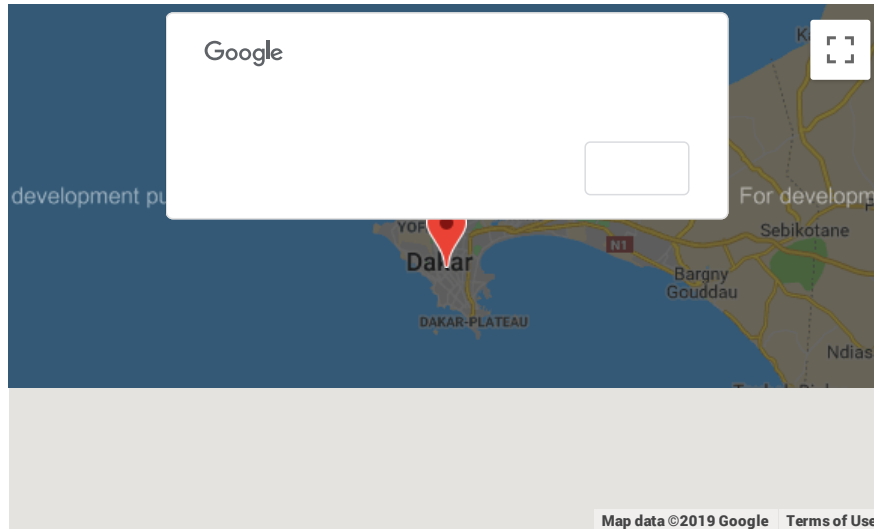 Google
development pu
For developm
YOF
N1
Sebikotane
Dakar
Bargny
Gouddau
DAKAR-PLATEAU
Ndias
Map data ©2019 Google
Terms of Use